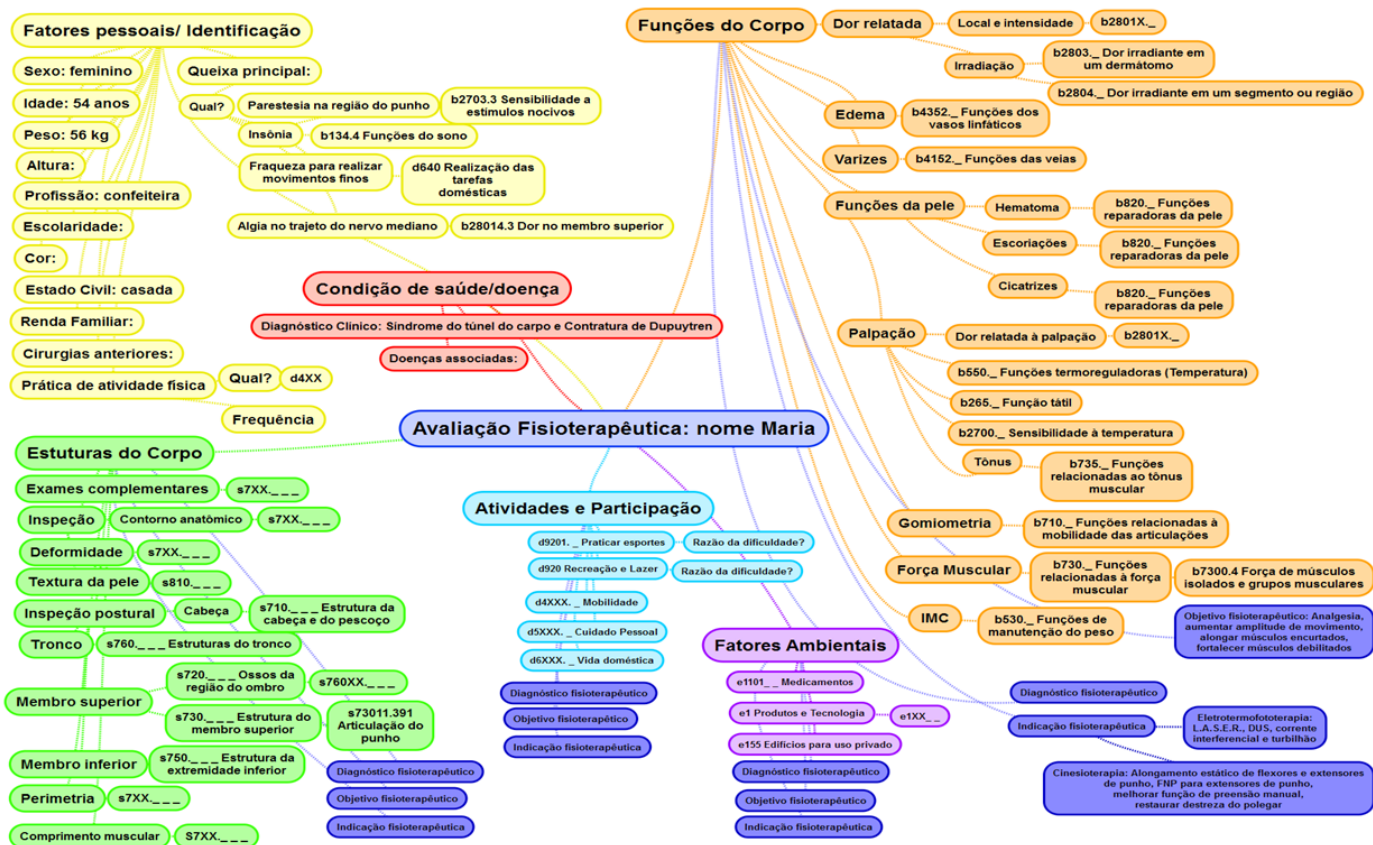 Fatores pessoais/ Identificação
Sexo: feminino
Idade: 54 anos
Peso: 56 kg
Altura:
Profissão: confeiteira
Escolaridade:
Cor:
Estado Civil: casada
Renda Familiar:
Cirurgias anteriores:
Prática de atividade física
Qual?
d4XX
Frequência
Queixa principal:
Qual?
Parestesia na região do punho
b2703.3 Sensibilidade a
estímulos nocivos
Insônia
b134.4 Funções do sono
Fraqueza para realizar
movimentos finos
d640 Realização das
tarefas
domésticas
Algia no trajeto do nervo mediano
b28014.3 Dor no membro superior
Condição de saúde/doença
Diagnóstico Clínico: Síndrome do túnel do carpo e Contratura de Dupuytren
Doenças associadas:
Avaliação Fisioterapêutica: nome Maria
Estuturas do Corpo
Exames complementares
s7XX._ _ _
Inspeção
Contorno anatômico
s7XX._ _ _
Deformidade
s7XX._ _ _
Textura da pele
s810._ _ _
Inspeção postural
Cabeça
s710._ _ _ Estrutura da
cabeça e do pescoço
Tronco
s760._ _ _ Estruturas do tronco
Membro superior
s720._ _ _ Ossos da
região do ombro
s760XX._ _ _
s730._ _ _ Estrutura do
membro superior
s73011.391
Articulação do
punho
Membro inferior
s750._ _ _ Estrutura da
extremidade inferior
Perimetria
s7XX._ _ _
Comprimento muscular
S7XX._ _ _
Diagnóstico fisioterapêutico
Objetivo fisioterapêutico
Indicação fisioterapêutica
Atividades e Participação
d9201. _ Praticar esportes
Razão da dificuldade?
d920 Recreação e Lazer
Razão da dificuldade?
d4XXX. _ Mobilidade
d5XXX. _ Cuidado Pessoal
d6XXX. _ Vida doméstica
Diagnóstico fisioterapêutico
Objetivo fisioterapêtico
Indicação fisioterapêutica
Fatores Ambientais
e1101_ _ Medicamentos
e1 Produtos e Tecnologia
e1XX_ _
e155 Edifícios para uso privado
Diagnóstico fisioterapêutico
Objetivo fisioterapêutico
Indicação fisioterapêutica
Funções do Corpo
Dor relatada
Local e intensidade
b2801X._
Irradiação
b2803._ Dor irradiante em
um dermátomo
b2804._ Dor irradiante em um segmento ou região
Edema
b4352._ Funções dos
vasos linfáticos
Varizes
b4152._ Funções das veias
Funções da pele
Hematoma
b820._ Funções
reparadoras da pele
Escoriações
b820._ Funções
reparadoras da pele
Cicatrizes
b820._ Funções
reparadoras da pele
Palpação
Dor relatada à palpação
b2801X._
b550._ Funções termoreguladoras (Temperatura)
b265._ Função tátil
b2700._ Sensibilidade à temperatura
Tônus
b735._ Funções
relacionadas ao tônus
muscular
Gomiometria
b710._ Funções relacionadas à
mobilidade das articulações
Força Muscular
b730._ Funções
relacionadas à força
muscular
b7300.4 Força de músculos
isolados e grupos musculares
IMC
b530._ Funções de
manutenção do peso
Objetivo fisioterapêutico: Analgesia,
aumentar amplitude de movimento,
alongar músculos encurtados,
fortalecer músculos debilitados
Diagnóstico fisioterapêutico
Indicação fisioterapêutica
Eletrotermofototerapia:
L.A.S.E.R., DUS, corrente
interferencial e turbilhão
Cinesioterapia: Alongamento estático de flexores e extensores
de punho, FNP para extensores de punho,
melhorar função de preensão manual,
restaurar destreza do polegar